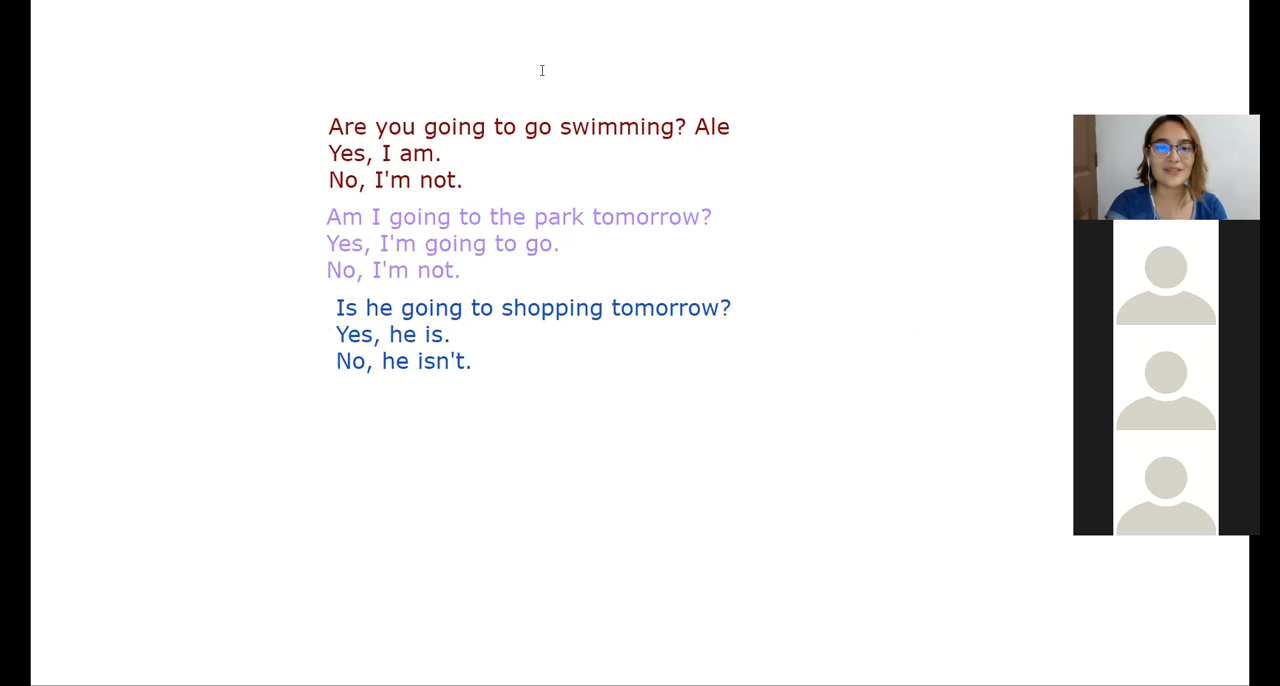 Are you going to go swimming? Ale
Yes, I am.
No, I'm not.
Am I going to the park tomorrow?
Yes, I'm going to go.
No, I'm not.
Is he going to shopping tomorrow?
Yes, he is.
No, he isn't.